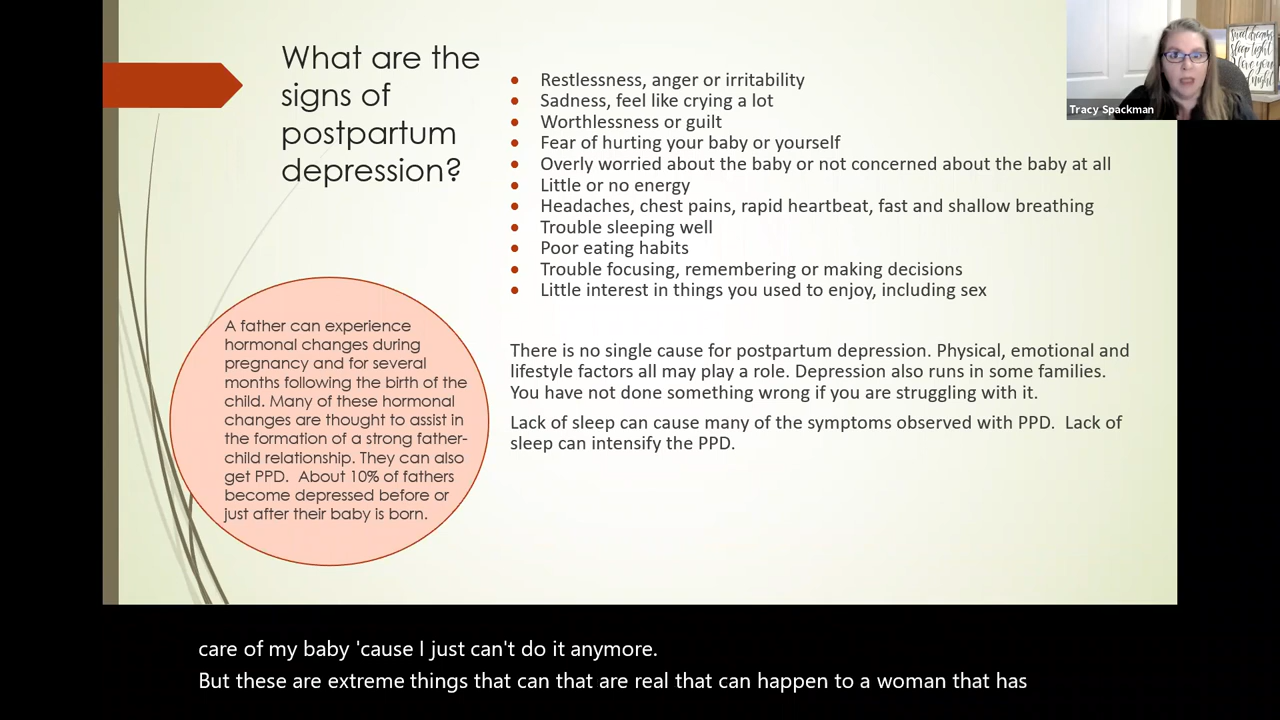 What are the
signs of
postpartum
depression?
• Restlessness, anger or irritability
• Sadness, feel like crying a lot
• Worthlessness or guilt
• Fear of hurting your baby or yourself
• Overly worried about the baby or not concerned about the baby at all
• Little or no energy
• Headaches, chest pains, rapid heartbeat, fast and shallow breathing
• Trouble sleeping well
• Poor eating habits
• Trouble focusing, remembering or making decisions
• Little interest in things you used to enjoy, including sex
There is no single cause for postpartum depression. Physical, emotional and
lifestyle factors all may play a role. Depression also runs in some families.
You have not done something wrong if you are struggling with it.
Lack of sleep can cause many of the symptoms observed with PPD.  Lack of
sleep can intensify the PPD.
A father can experience
hormonal changes during
pregnancy and for several
months following the birth of the
child. Many of these hormonal
changes are thought to assist in
the formation of a strong father-
child relationship. They can also
get PPD.  About 10% of fathers
become depressed before or
just after their baby is born.
sweet dreams
sleep tight
love you
night
Tracy Spackman
care of my baby 'cause I just can't do it anymore.
But these are extreme things that can that are real that can happen to a woman that has